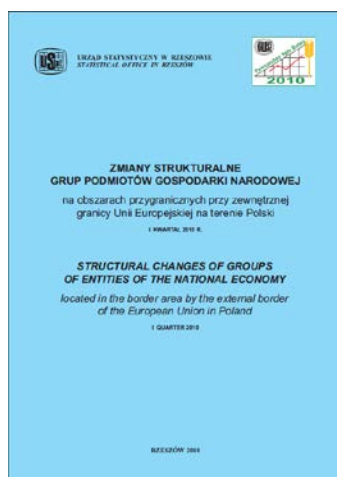 URZĄD STATYSTYCZNY W RZESZOWIE
STATISTICAL OFFICE IN RZESZÓW
2010
ZMIANY STRUKTURALNE
GRUP PODMIOTÓW GOSPODARKI NARODOWEJ
na obszarach przygranicznych przy zewnętrznej
granicy Unii Europejskiej na terenie Polski
I KWARTAŁ 2010 R.
STRUCTURAL CHANGES OF GROUPS
OF ENTITIES OF THE NATIONAL ECONOMY
located in the border area by the external border
of the European Union in Poland
I QUARTER 2010
RZESZÓW 2010